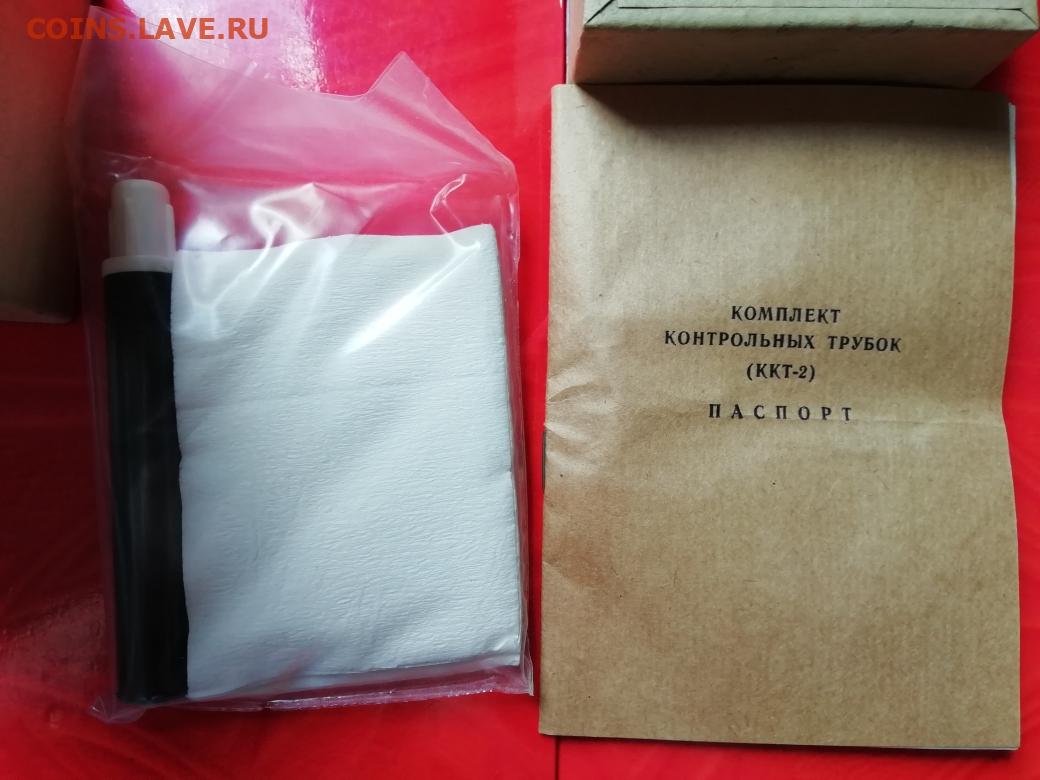 COINS.LAVE.RU
КОМПЛЕКТ
КОНТРОЛЬНЫХ ТРУБОК
(ККТ-2)
ПАСПОРТ